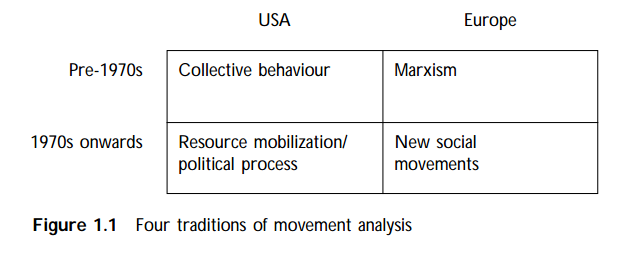 USA Europe
Pre-1970s Collective behaviour Marxism
1970s onwards Resource mobilization/ New social
political process movements
Figure 1.1 Four traditions of movement analysis